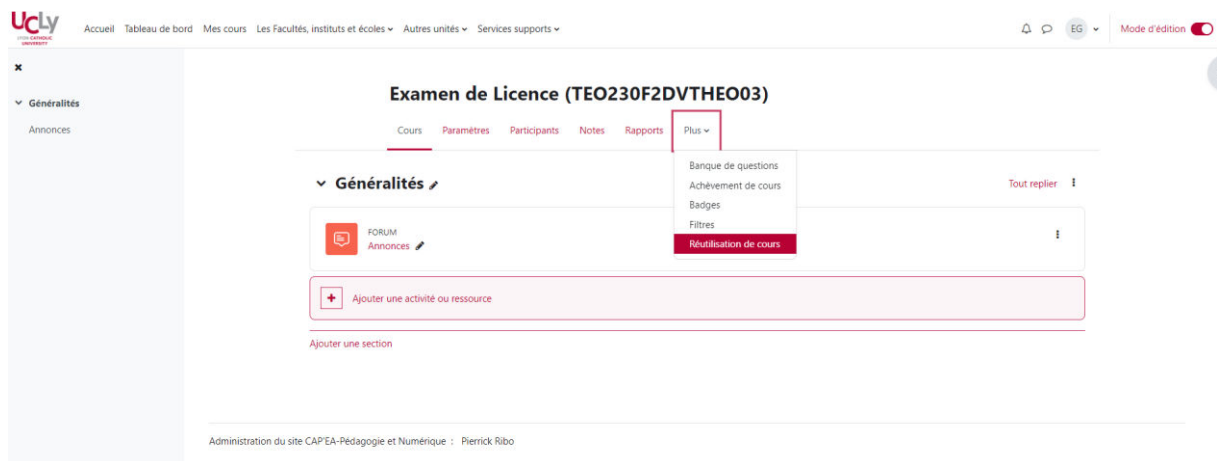 UCLy
LYON CATHOLIC
UNIVERSITY
Accueil Tableau de bord Mes cours Les Facultés, instituts et écoles Autres unités Services supports EG Mode d'édition
Généralités
Annonces
Examen de Licence (TEO230F2DVTHEO03)
Cours Paramètres Participants Notes Rapports Plus
Banque de questions
Achèvement de cours
Badges
Filtres
Réutilisation de cours
Généralités
Tout replier
FORUM
Annonces
Ajouter une activité ou ressource
Ajouter une section
Administration du site CAP'EA-Pédagogie et Numérique : Pierrick Ribo